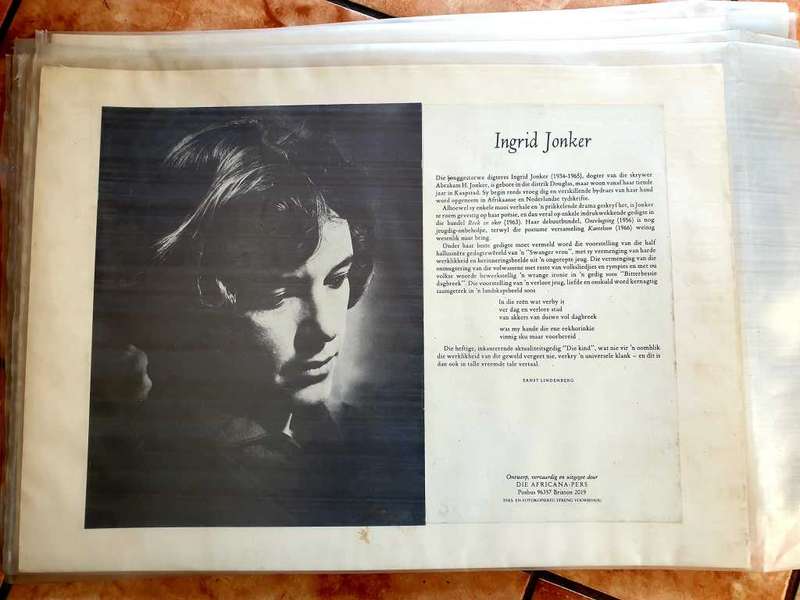 Ingrid Jonker
Die jonggestorwe digteres Ingrid Jonker (1934-1965), dogter van die skrywer
Abraham H. Jonker, is gebore in die distrik Douglas, maar woon vanaf haar tiende
jaar in Kaapstad. Sy begin reeds vroeg dig en verskillende bydraes van haar hand
word opgeneem in Afrikaanse en Nederlandse tydskrifte.
Alhoewel sy enkele mooi verhale en 'n prikkelende drama geskryf het, is Jonker
se roem gevestig op haar poësie, en dan veral op enkele indrukwekkende gedigte in
die bundel Rook en oker (1963). Haar debuutbundel, Ontvlugting (1956) is nog
jeugdig-onbeholpe, terwyl die postume versameling Kantelson (1966) weinig
wesenlik nuut bring.
Onder haar beste gedigte moet vermeld word die voorstelling van die half
hallusinêre gedagtewêreld van 'n "Swanger vrou", met sy vermenging van harde
werklikheid en herinneringsbeelde uit 'n ongerepte jeug. Die vermenging van die
ontnugtering van die volwassene met reste van volksliedjies en rympies en met ou
volkse woorde bewerkstellig 'n wrange ironie in 'n gedig soos "Bitterbessie
dagbreek". Die voorstelling van 'n verlore jeug, liefde en onskuld word kernagtig
saamgetrek in 'n landskapsbeeld soos
In die reën wat verby is
ver dag en verlore stad
van akkers van duiwe vol dagbreek
was my hande die ene eekhorinkie
vinnig sku maar voorbereid
Die heftige, inkanterende aktualiteitsgedig "Die kind", wat nie vir 'n oomblik
die werklikheid van dit geweld vergeet nie, verkry 'n universele klank – en dit is
dan ook in talle vreemde tale vertaal.
ERNST LINDENBERG
Ontwerp, vervaardig en uitgegee deur
DIE AFRICANA-PERS
Posbus 96357 Brixton 2019